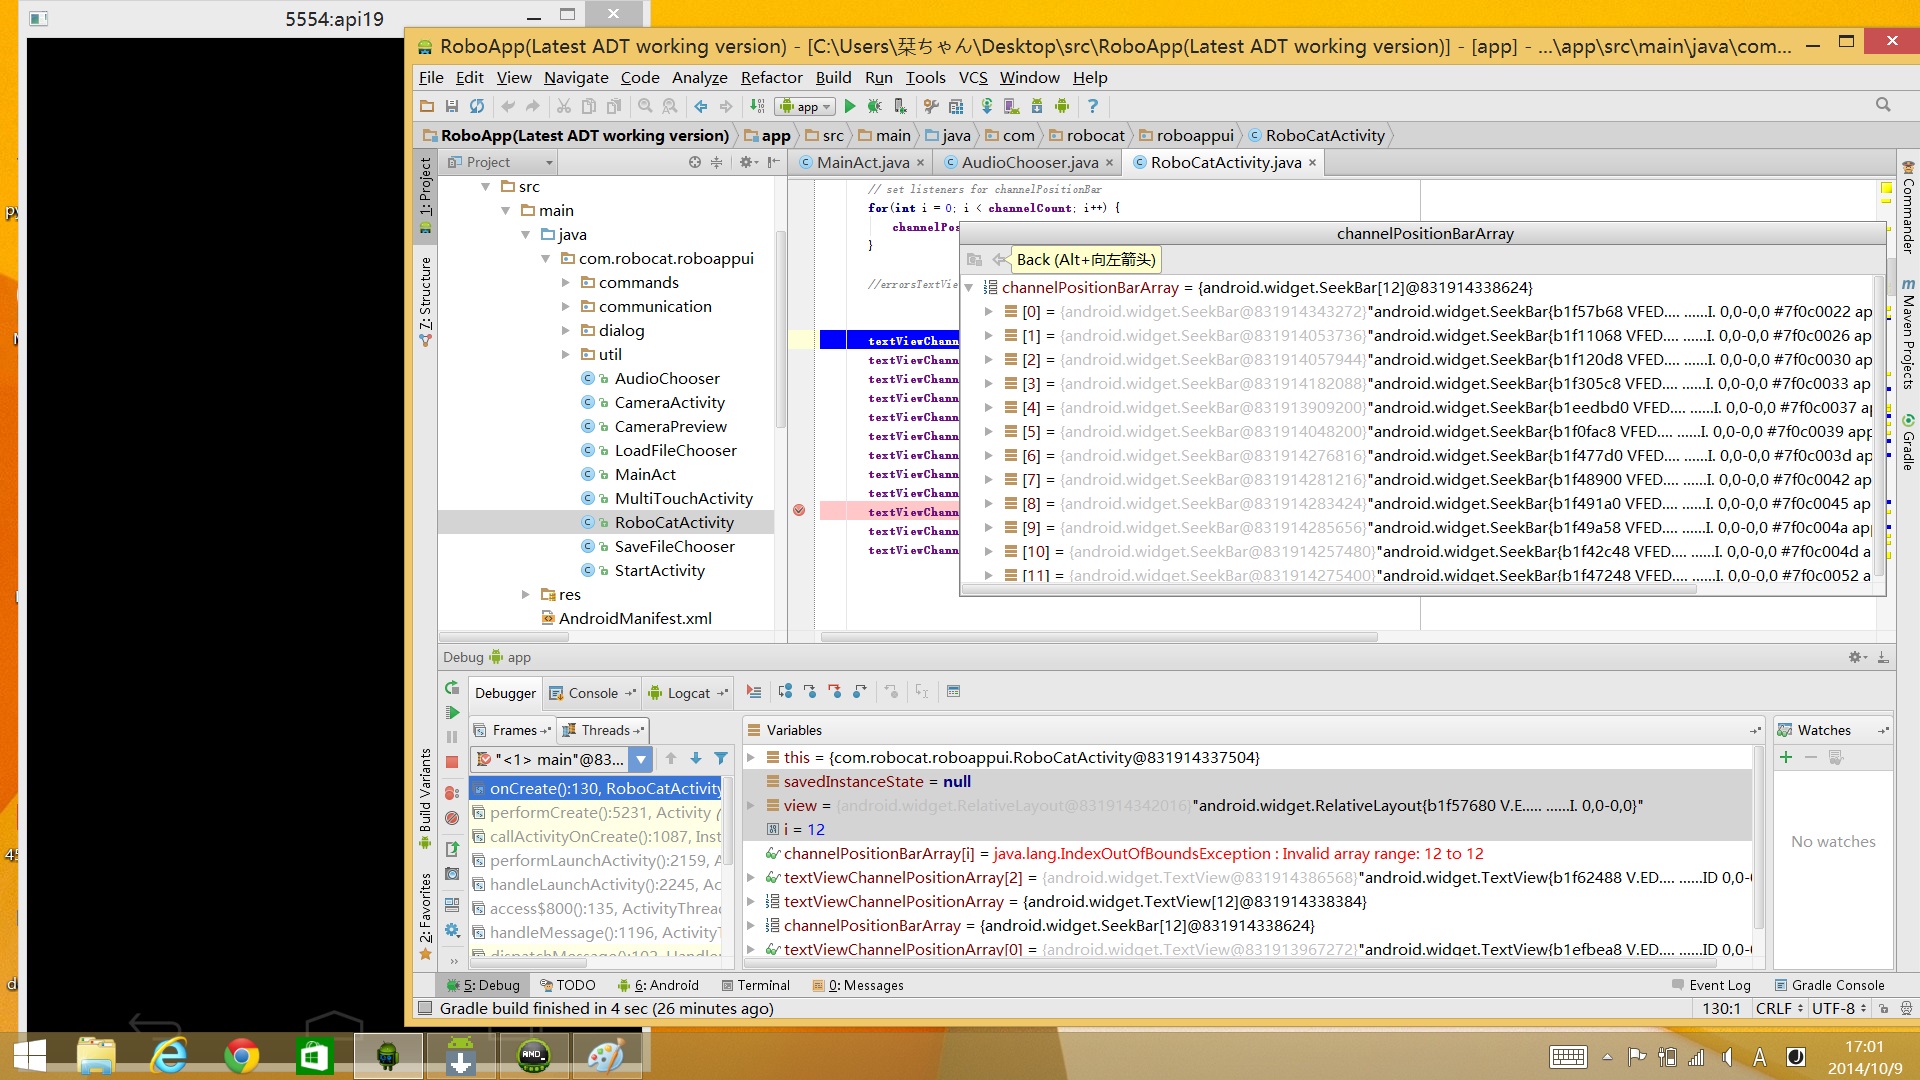 5554:api19
RoboApp(Latest ADT working version) - [C:\Users\栞ちゃん\Desktop\src\RoboApp(Latest ADT working version)] - [app] - ...\app\src\main\java\com...
File Edit View Navigate Code Analyze Refactor Build Run Tools VCS Window Help
app
RoboApp(Latest ADT working version) app src main java com robocat roboappui RoboCatActivity
Project
MainAct.java AudioChooser.java RoboCatActivity.java
1: Project
Z: Structure
Build Variants
2: Favorites
Commander
Maven Projects
Gradle
src
main
java
com.robocat.roboappui
commands
communication
dialog
util
AudioChooser
CameraActivity
CameraPreview
LoadFileChooser
MainAct
MultiTouchActivity
RoboCatActivity
SaveFileChooser
StartActivity
res
AndroidManifest.xml
// set listeners for channelPositionBar
for(int i = 0; i < channelCount; i++) {
channelPos
}
//errorsTextVie
textViewChann
textViewChann
textViewChann
textViewChann
textViewChann
textViewChann
textViewChann
textViewChann
textViewChann
textViewChann
textViewChann
textViewChann
channelPositionBarArray
Back (Alt+向左箭头)
channelPositionBarArray = {android.widget.SeekBar[12]@831914338624}
[0] = {android.widget.SeekBar@831914343272}"android.widget.SeekBar{b1f57b68 VFED.... ......I. 0,0-0,0 #7f0c0022 ap
[1] = {android.widget.SeekBar@831914053736}"android.widget.SeekBar{b1f11068 VFED.... ......I. 0,0-0,0 #7f0c0026 ap
[2] = {android.widget.SeekBar@831914057944}"android.widget.SeekBar{b1f120d8 VFED.... ......I. 0,0-0,0 #7f0c0030 ap
[3] = {android.widget.SeekBar@831914182088}"android.widget.SeekBar{b1f305c8 VFED.... ......I. 0,0-0,0 #7f0c0033 ap
[4] = {android.widget.SeekBar@831913909200}"android.widget.SeekBar{b1eedbd0 VFED.... ......I. 0,0-0,0 #7f0c0037 ap
[5] = {android.widget.SeekBar@831914048200}"android.widget.SeekBar{b1f0fac8 VFED.... ......I. 0,0-0,0 #7f0c0039 app
[6] = {android.widget.SeekBar@831914276816}"android.widget.SeekBar{b1f477d0 VFED.... ......I. 0,0-0,0 #7f0c003d ap
[7] = {android.widget.SeekBar@831914281216}"android.widget.SeekBar{b1f48900 VFED.... ......I. 0,0-0,0 #7f0c0042 ap
[8] = {android.widget.SeekBar@831914283424}"android.widget.SeekBar{b1f491a0 VFED.... ......I. 0,0-0,0 #7f0c0045 ap
[9] = {android.widget.SeekBar@831914285656}"android.widget.SeekBar{b1f49a58 VFED.... ......I. 0,0-0,0 #7f0c004a app
[10] = {android.widget.SeekBar@831914257480}"android.widget.SeekBar{b1f42c48 VFED.... ......I. 0,0-0,0 #7f0c004d a
[11] = {android.widget.SeekBar@831914275400}"android.widget.SeekBar{b1f47248 VFED.... ......I. 0,0-0,0 #7f0c0052 a
Debug app
Debugger Console Logcat
Frames Threads
"<1> main"@83...
onCreate():130, RoboCatActivity
performCreate():5231, Activity (
callActivityOnCreate():1087, Inst
performLaunchActivity():2159, A
handleLaunchActivity():2245, Ac
access$800():135, ActivityThread
handleMessage():1196, ActivityT
dispatchMessage():102, Handler
Variables
this = {com.robocat.roboappui.RoboCatActivity@831914337504}
savedInstanceState = null
view = {android.widget.RelativeLayout@831914342016}"android.widget.RelativeLayout{b1f57680 V.E..... ......I. 0,0-0,0}"
i = 12
channelPositionBarArray[i] = java.lang.IndexOutOfBoundsException : Invalid array range: 12 to 12
textViewChannelPositionArray[2] = {android.widget.TextView@831914386568}"android.widget.TextView{b1f62488 V.ED.... ......ID 0,0-0
textViewChannelPositionArray = {android.widget.TextView[12]@831914338384}
channelPositionBarArray = {android.widget.SeekBar[12]@831914338624}
textViewChannelPositionArray[0] = {android.widget.TextView@831913967272}"android.widget.TextView{b1efbea8 V.ED.... ......ID 0,0-0
Watches
No watches
5: Debug TODO 6: Android Terminal 0: Messages Event Log Gradle Console
Gradle build finished in 4 sec (26 minutes ago) 130:1 CRLF UTF-8
AND_
A
17:01
2014/10/9